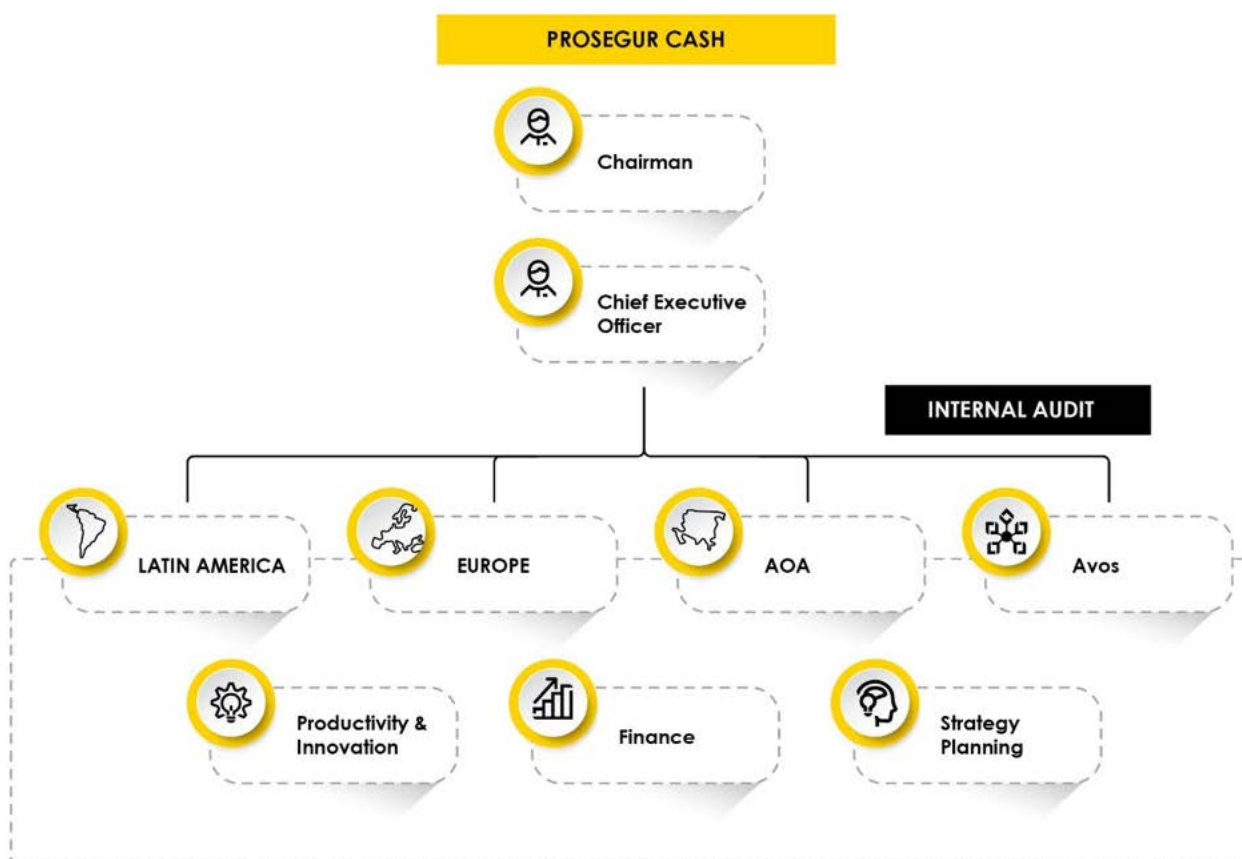 PROSEGUR CASH
Chairman
Chief Executive
Officer
INTERNAL AUDIT
LATIN AMERICA
EUROPE
AOA
Avos
Productivity &
Innovation
Finance
Strategy
Planning